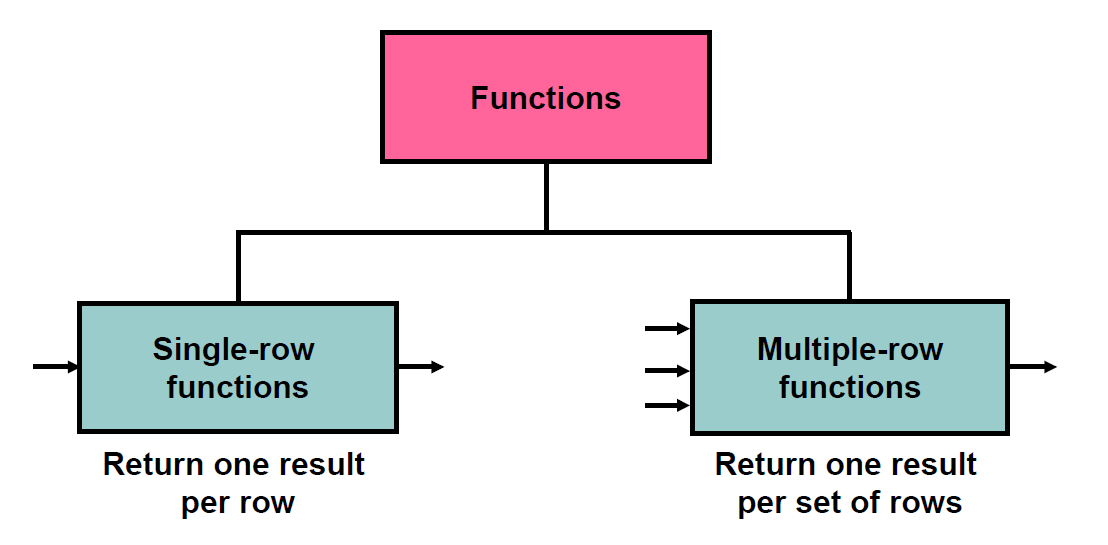 Functions
Single-row
functions
Multiple-row
functions
Return one result
per row
Return one result
per set of rows